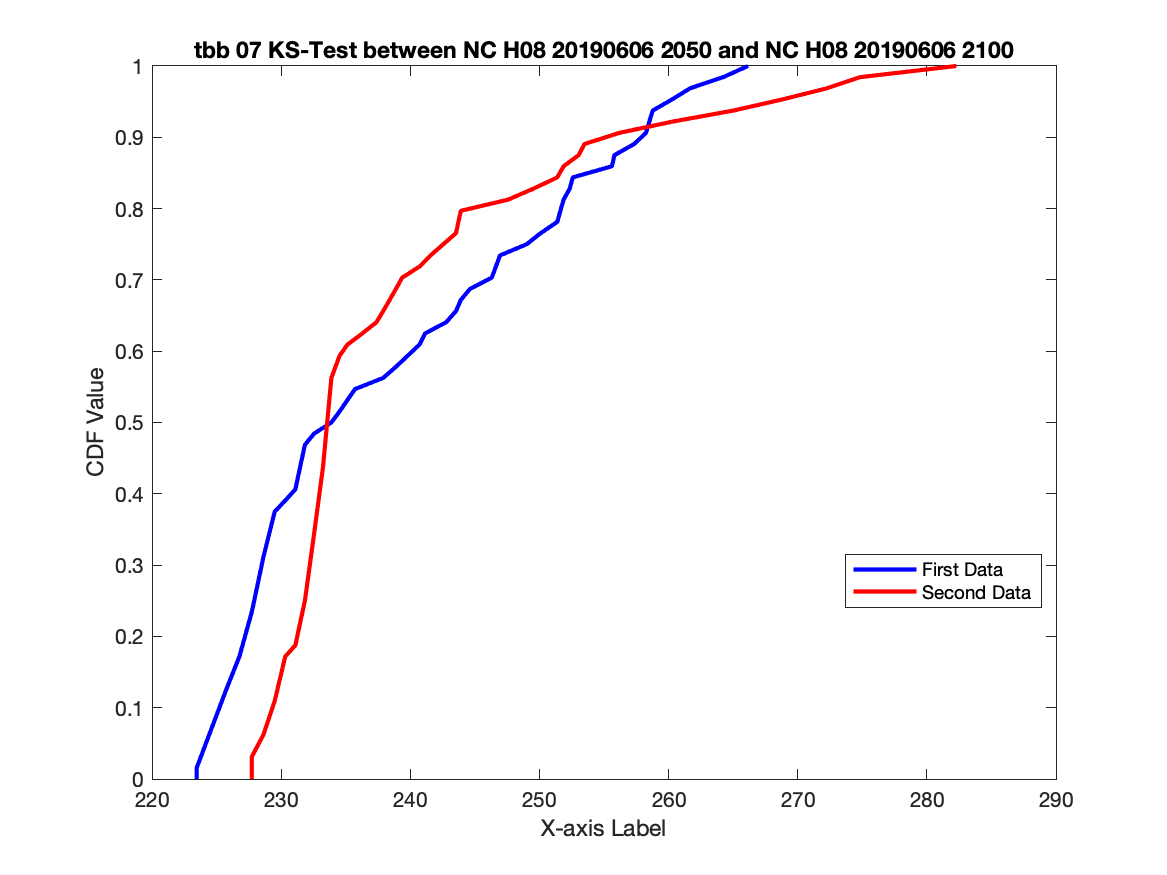 tbb 07 KS-Test between NC H08 20190606 2050 and NC H08 20190606 2100
1
0.9
0.8
0.7
0.6
0.5
0.4
0.3
0.2
0.1
0
CDF Value
First Data
Second Data
220 230 240 250 260 270 280 290
X-axis Label